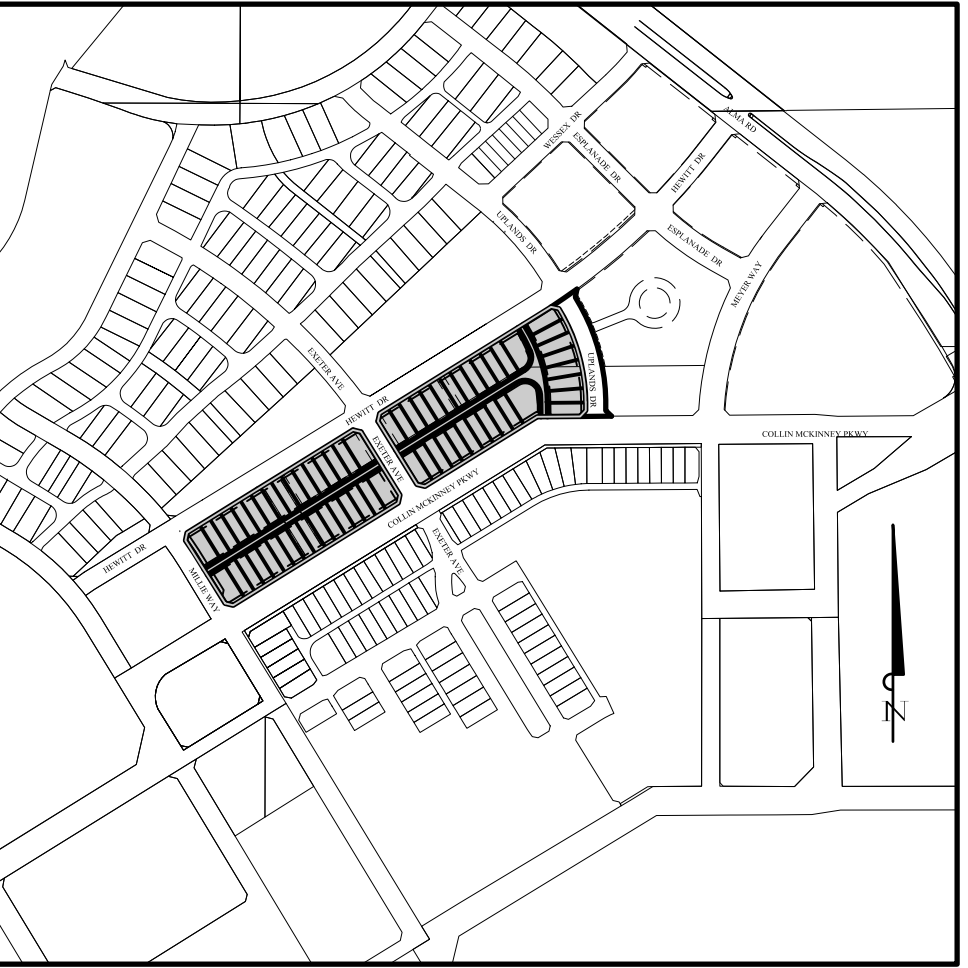 ALMA RD
WESSEX DR
ESPLANADE DR
HEWITT DR
UPLANDS DR
ESPLANADE DR
MEYER WAY
EXETER AVE
UPLANDS DR
HEWITT DR
EXETER AVE
COLLIN MCKINNEY PKWY
COLLIN MCKINNEY PKWY
EXETER AVE
HEWITT DR
MILLIE WAY
N